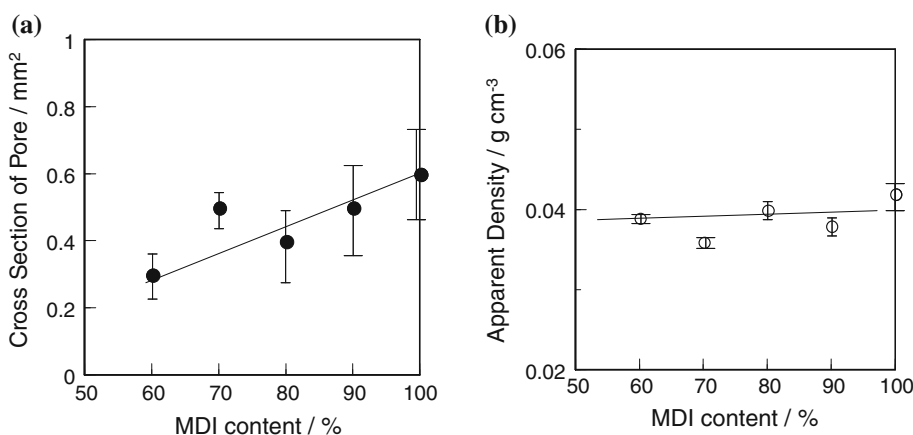 (a)
Cross Section of Pore / mm²
1
0.8
0.6
0.4
0.2
0
50 60 70 80 90 100
MDI content / %
(b)
Apparent Density / g cm⁻³
0.06
0.04
0.02
50 60 70 80 90 100
MDI content / %